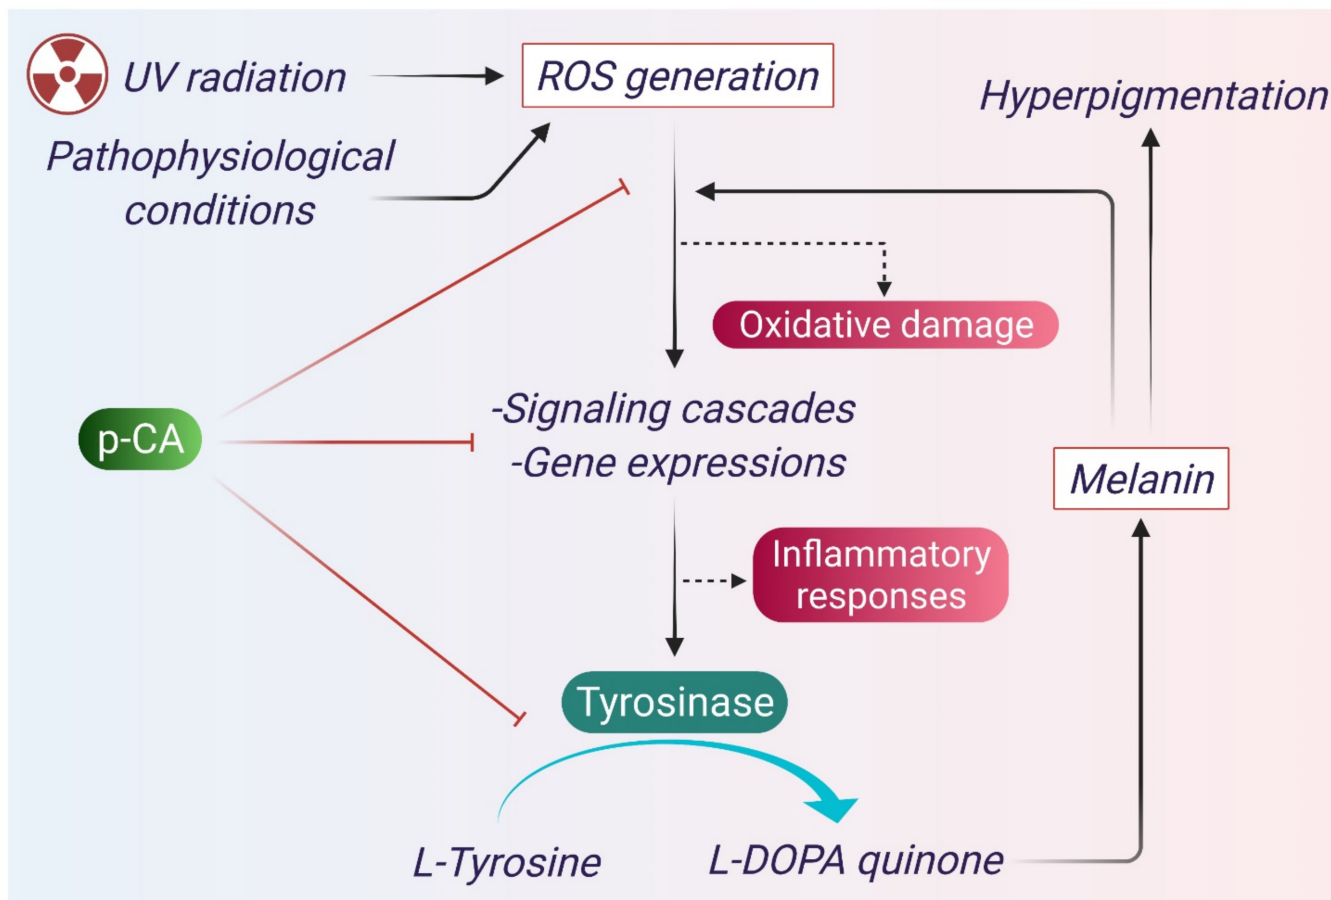 UV radiation
ROS generation
Hyperpigmentation
Pathophysiological
conditions
Oxidative damage
-Signaling cascades
-Gene expressions
p-CA
Melanin
Inflammatory
responses
Tyrosinase
L-Tyrosine
L-DOPA quinone